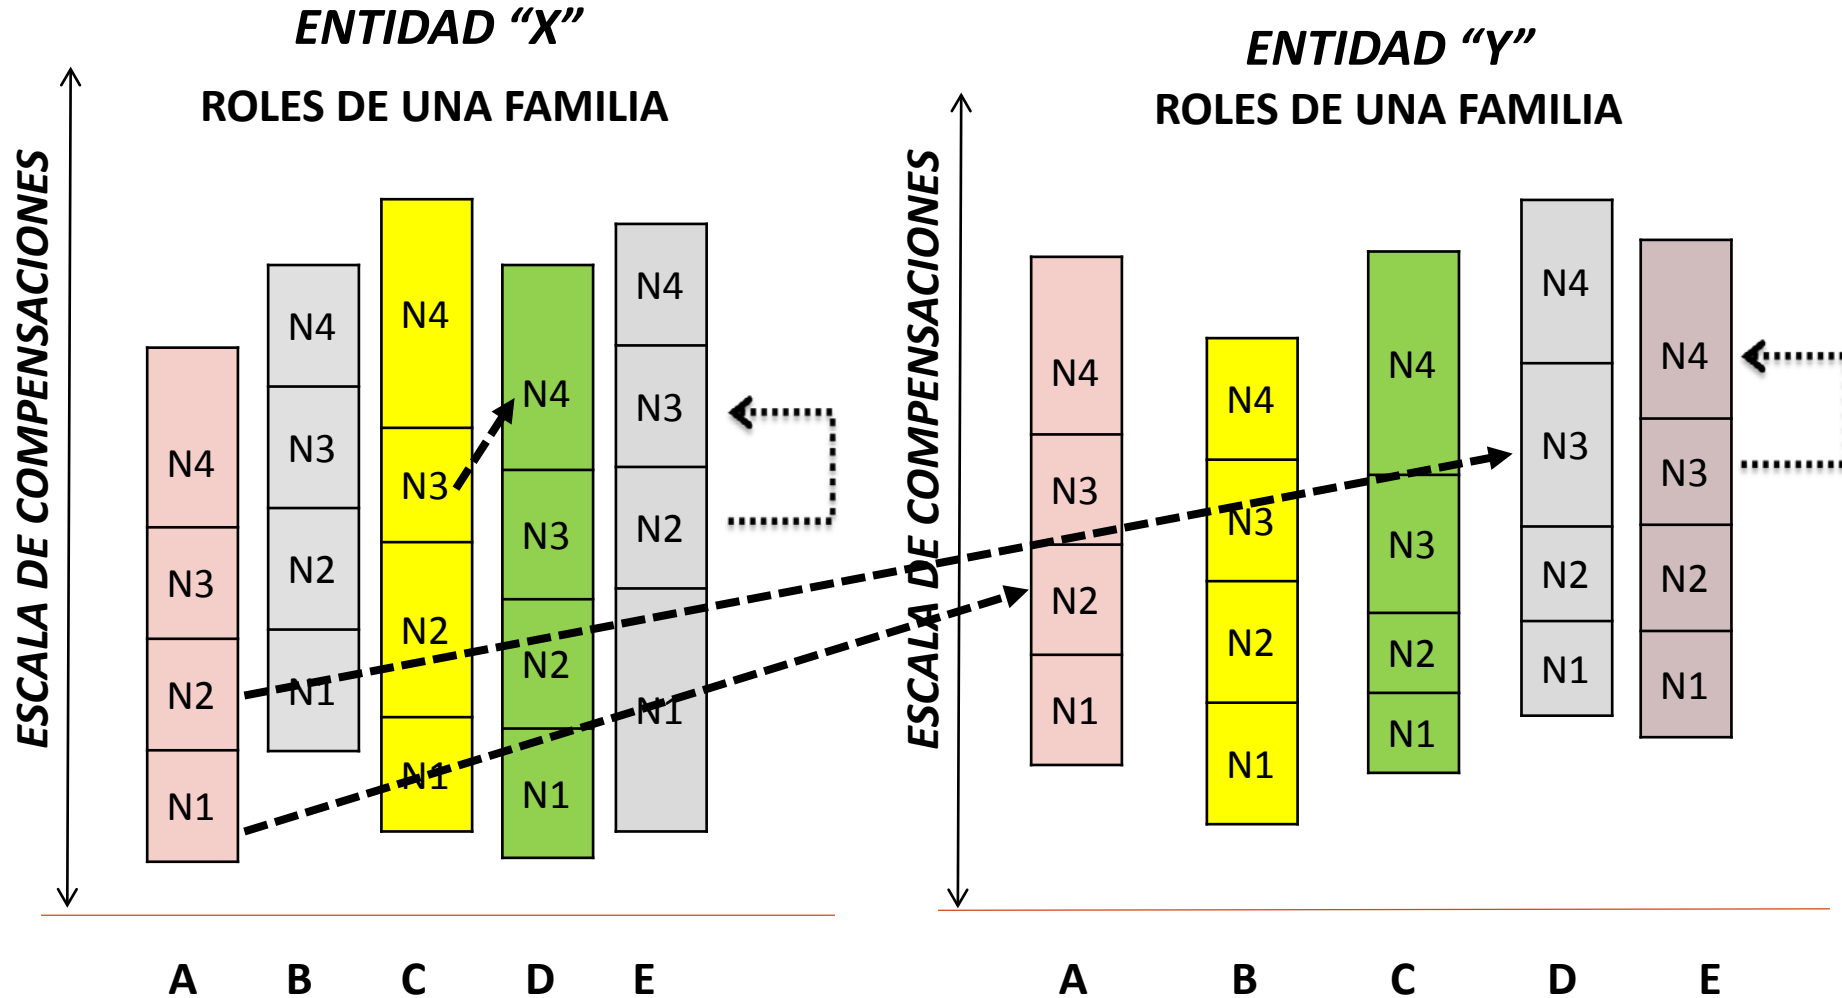 ENTIDAD “X”
ROLES DE UNA FAMILIA
ESCALA DE COMPENSACIONES
N4
N3
N2
N1
N4
N3
N2
N1
N4
N3
N2
N1
N4
N3
N2
N1
N4
N3
N2
N1
A B C D E
ENTIDAD “Y”
ROLES DE UNA FAMILIA
ESCALA DE COMPENSACIONES
N4
N3
N2
N1
N4
N3
N2
N1
N4
N3
N2
N1
N4
N3
N2
N1
N4
N3
N2
N1
A B C D E